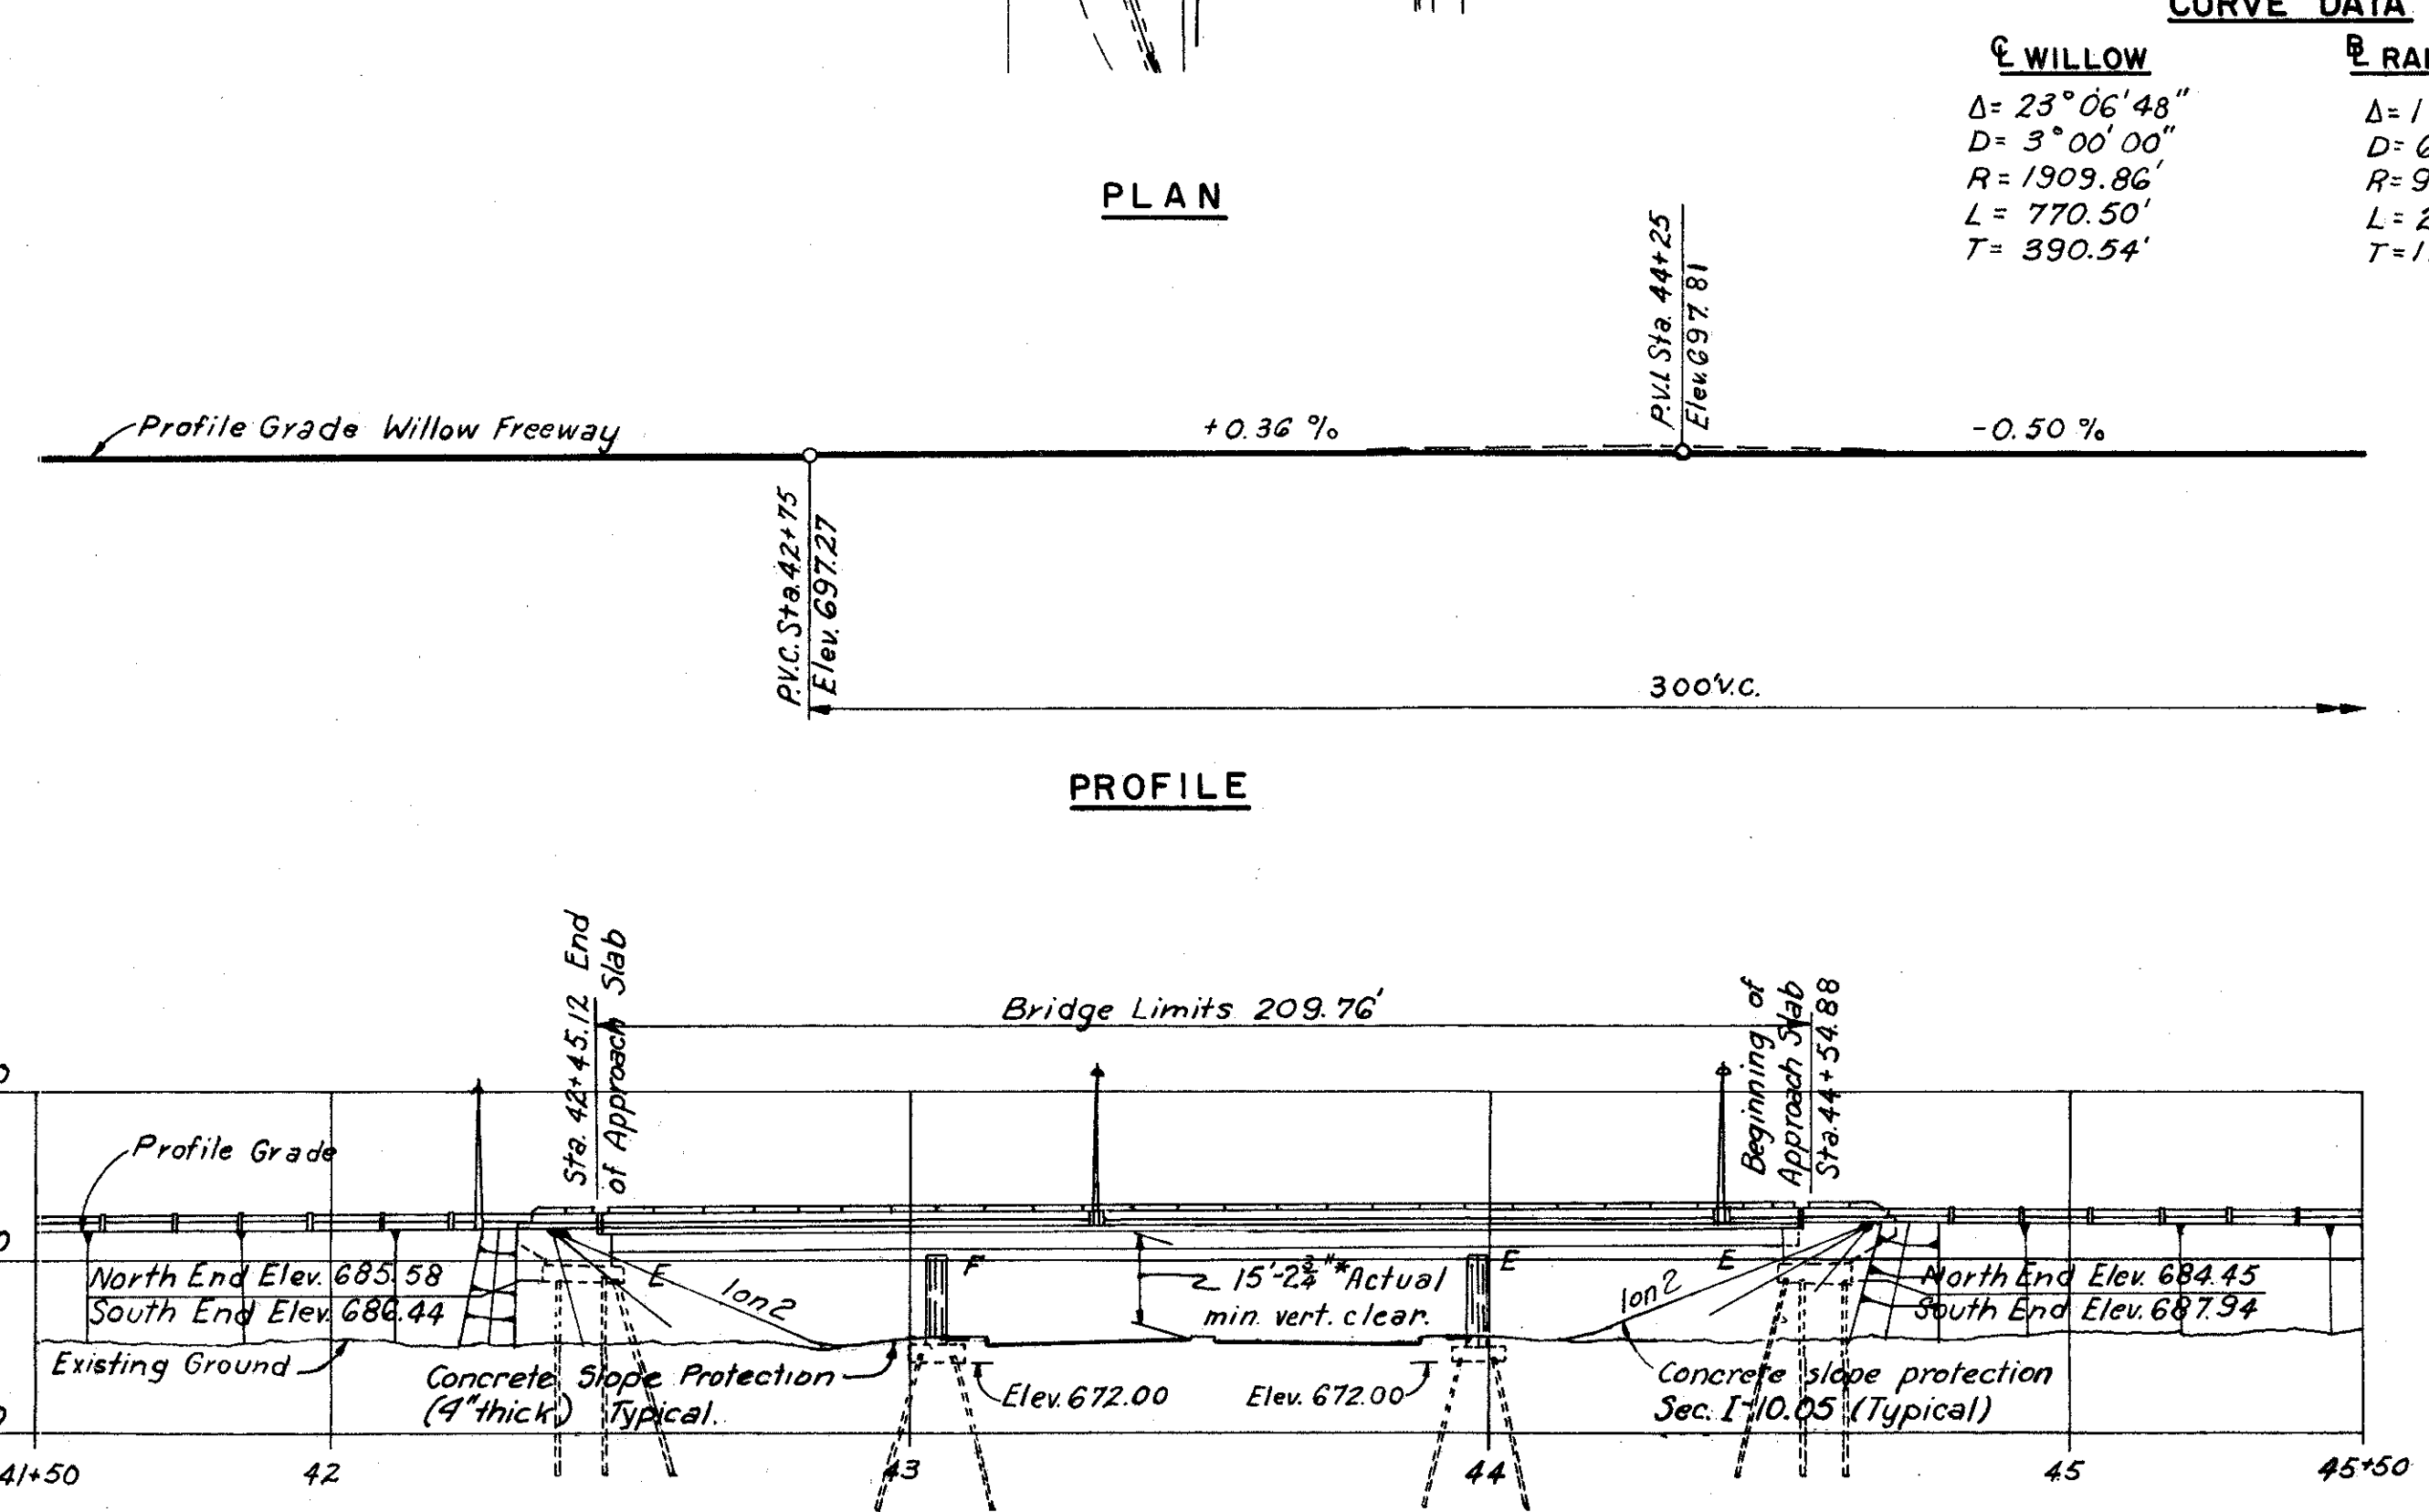 CURVE DATA
℄ WILLOW
Δ= 23°06'48"
D= 3°00'00"
R= 1909.86'
L= 770.50'
T= 390.54'
Δ= 1
D= 6
R= 9
L= 2
T= 1
PLAN
P.V.I. Sta. 44+25
Elev. 697.81
Profile Grade Willow Freeway
+0.36 %
-0.50 %
P.V.C. Sta. 42+75
Elev. 697.27
300' V.C.
PROFILE
Sta. 42+45.12 End
of Approach Slab
Bridge Limits 209.76'
Beginning of
Approach Slab
Sta. 44+54.88
Profile Grade
North End Elev. 685.58
South End Elev. 686.44
E
1on2
F
15'-2¾"* Actual
min. vert. clear.
E
E
1on2
North End Elev. 684.45
South End Elev. 687.94
Existing Ground
Concrete Slope Protection
(4" thick) Typical.
Elev. 672.00
Elev. 672.00
Concrete slope protection
Sec. I-10.05 (Typical)
41+50
42
43
44
45
45+50